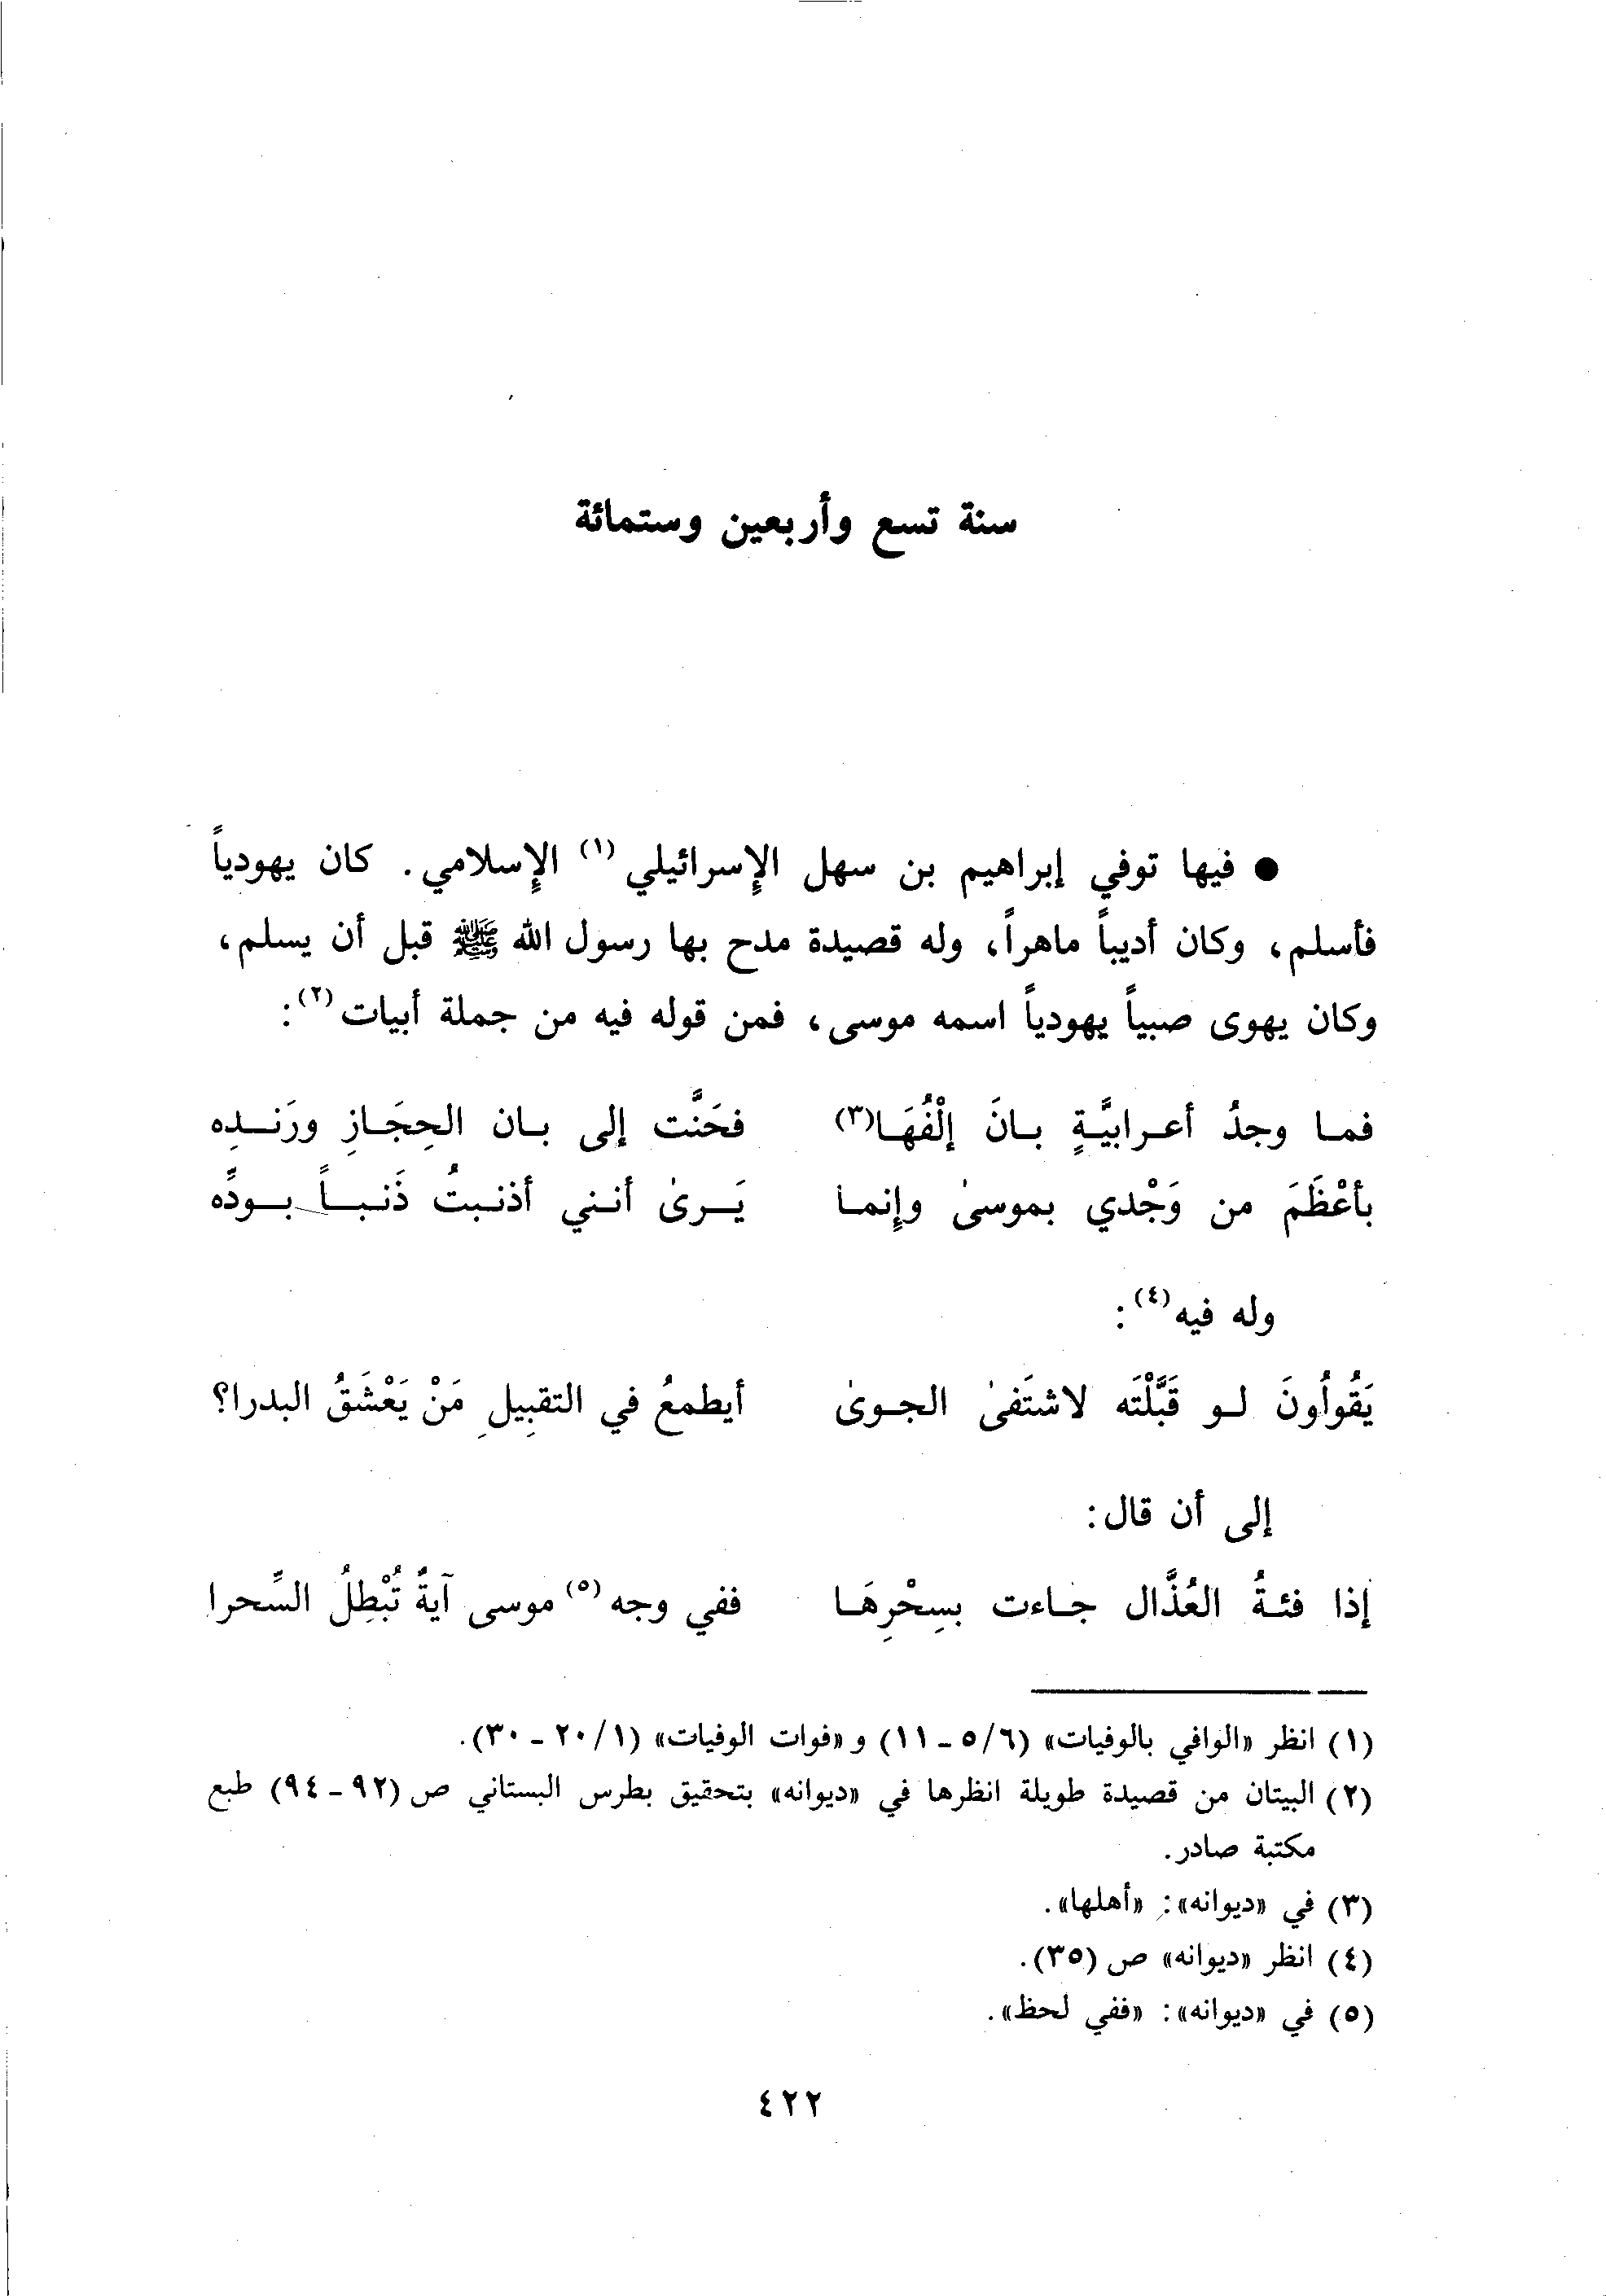 سنة تسع وأربعين وستمائة
● فيها توفي إبراهيم بن سهل الإسرائيلي (١) الإسلامي. كان يهودياً
فأسلم، وكان أديباً ماهراً، وله قصيدة مدح بها رسول الله ﷺ قبل أن يسلم،
وكان يهوى صبياً يهودياً اسمه موسى، فمن قوله فيه من جملة أبيات (٢):
فما وجدُ أعرابيَّةٍ بانَ إلْفُهَا(٣) فحَنَّت إلى بان الحِجَازِ ورَندِه
بأعْظَمَ من وَجْدي بموسىٰ وإنما يَرىٰ أنني أذنبتُ ذَنباً بودِّه
وله فيه(٤):
يَقُولُونَ لو قَبَّلْتَه لاشتَفىٰ الجوىٰ أيطمعُ في التقبِيلِ مَنْ يَعْشَقُ البدرا؟
إلى أن قال:
إذا فئةُ العُذَّال جاءت بسِحْرِهَا ففي وجه(٥) موسى آيةٌ تُبْطِلُ السِّحرا
(١) انظر «الوافي بالوفيات» (٦/٥ - ١١) و «فوات الوفيات» (١/٢٠ - ٣٠).
(٢) البيتان من قصيدة طويلة انظرها في «ديوانه» بتحقيق بطرس البستاني ص (٩٢ - ٩٤) طبع
مكتبة صادر.
(٣) في «ديوانه»: «أهلها».
(٤) انظر «ديوانه» ص (٣٥).
(٥) في «ديوانه»: «ففي لحظ».
٤٢٢